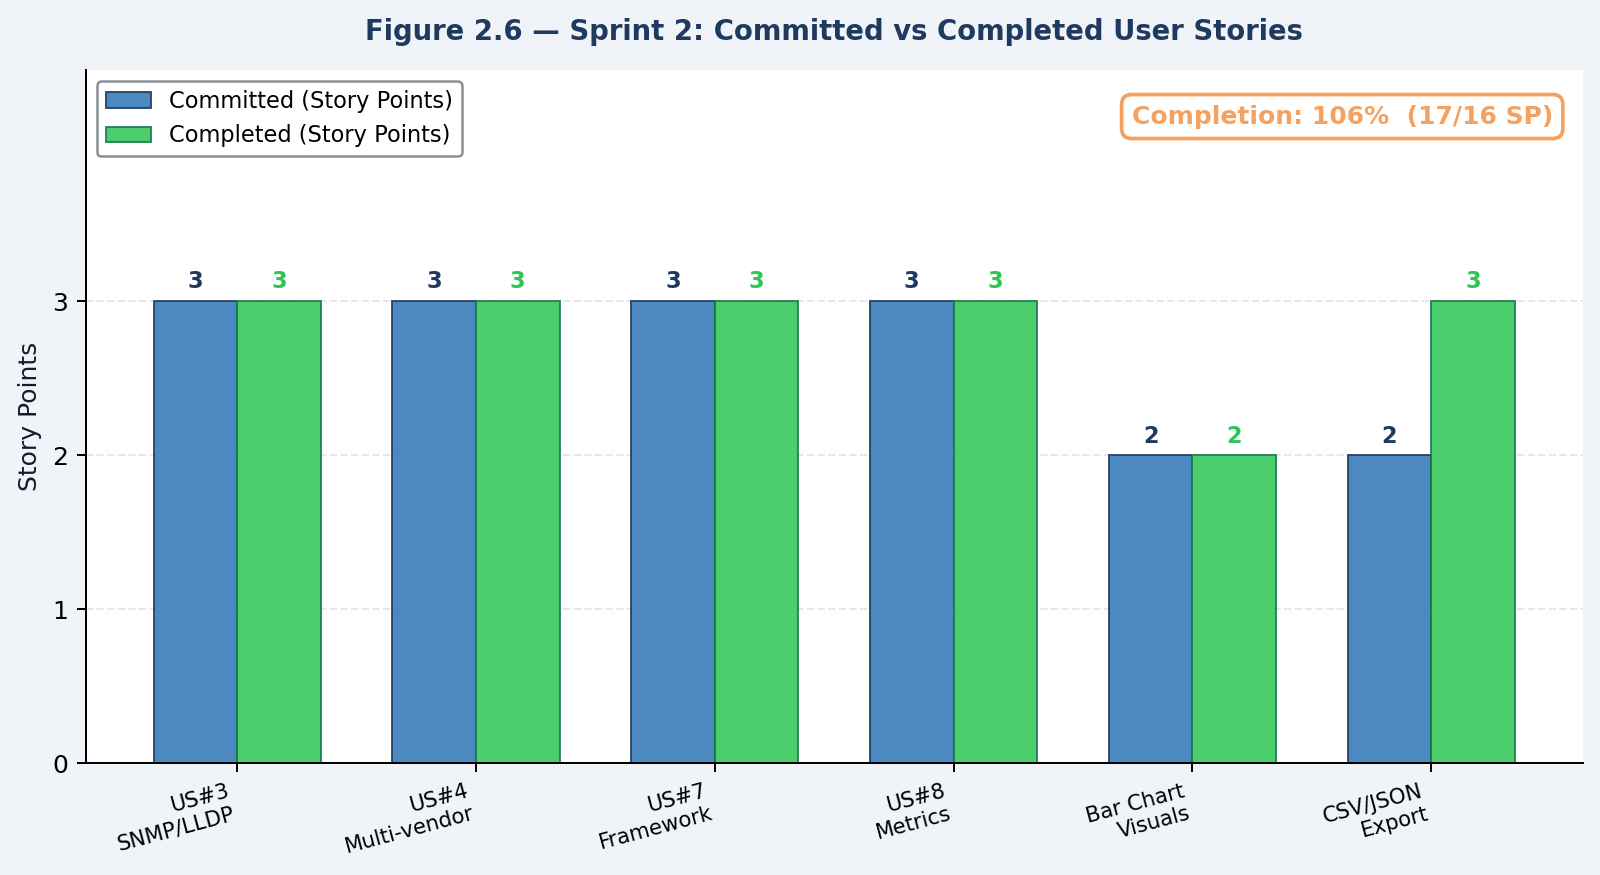 Figure 2.6 — Sprint 2: Committed vs Completed User Stories
Committed (Story Points)
Completed (Story Points)
Completion: 106%  (17/16 SP)
Story Points
3
2
1
0
3
3
3
3
3
3
3
3
2
2
2
3
US#3
SNMP/LLDP
US#4
Multi-vendor
US#7
Framework
US#8
Metrics
Bar Chart
Visuals
CSV/JSON
Export